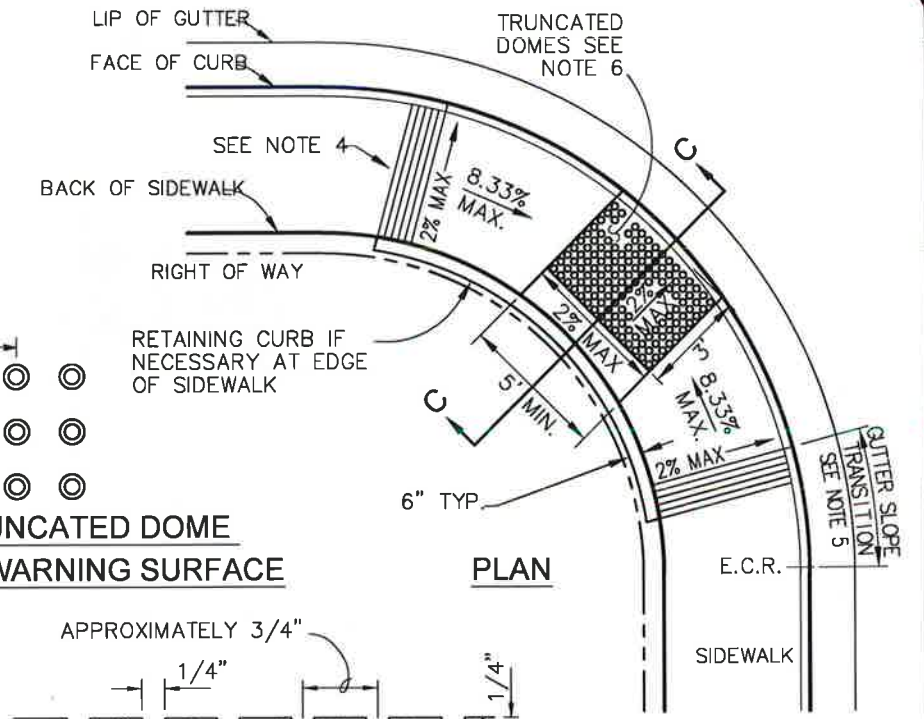 LIP OF GUTTER
FACE OF CURB
TRUNCATED
DOMES SEE
NOTE 6
SEE NOTE 4
BACK OF SIDEWALK
RIGHT OF WAY
RETAINING CURB IF
NECESSARY AT EDGE
OF SIDEWALK
2% MAX
8.33%
MAX.
C
2%
MAX
2% MAX
3'
5' MIN.
C
8.33%
MAX.
2% MAX
6" TYP.
GUTTER SLOPE
TRANSITION
SEE NOTE 5
E.C.R.
SIDEWALK
UNCATED DOME
WARNING SURFACE
PLAN
APPROXIMATELY 3/4"
1/4"
1/4"